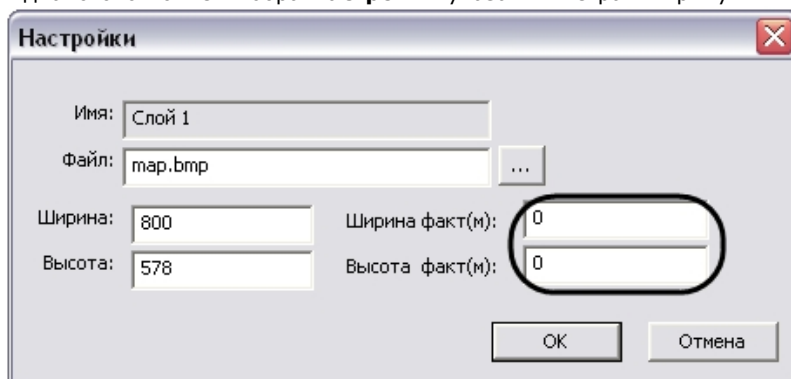 Настройки
Имя: Слой 1
Файл: map.bmp ...
Ширина: 800 Ширина факт(м): 0
Высота: 578 Высота факт(м): 0
OK Отмена